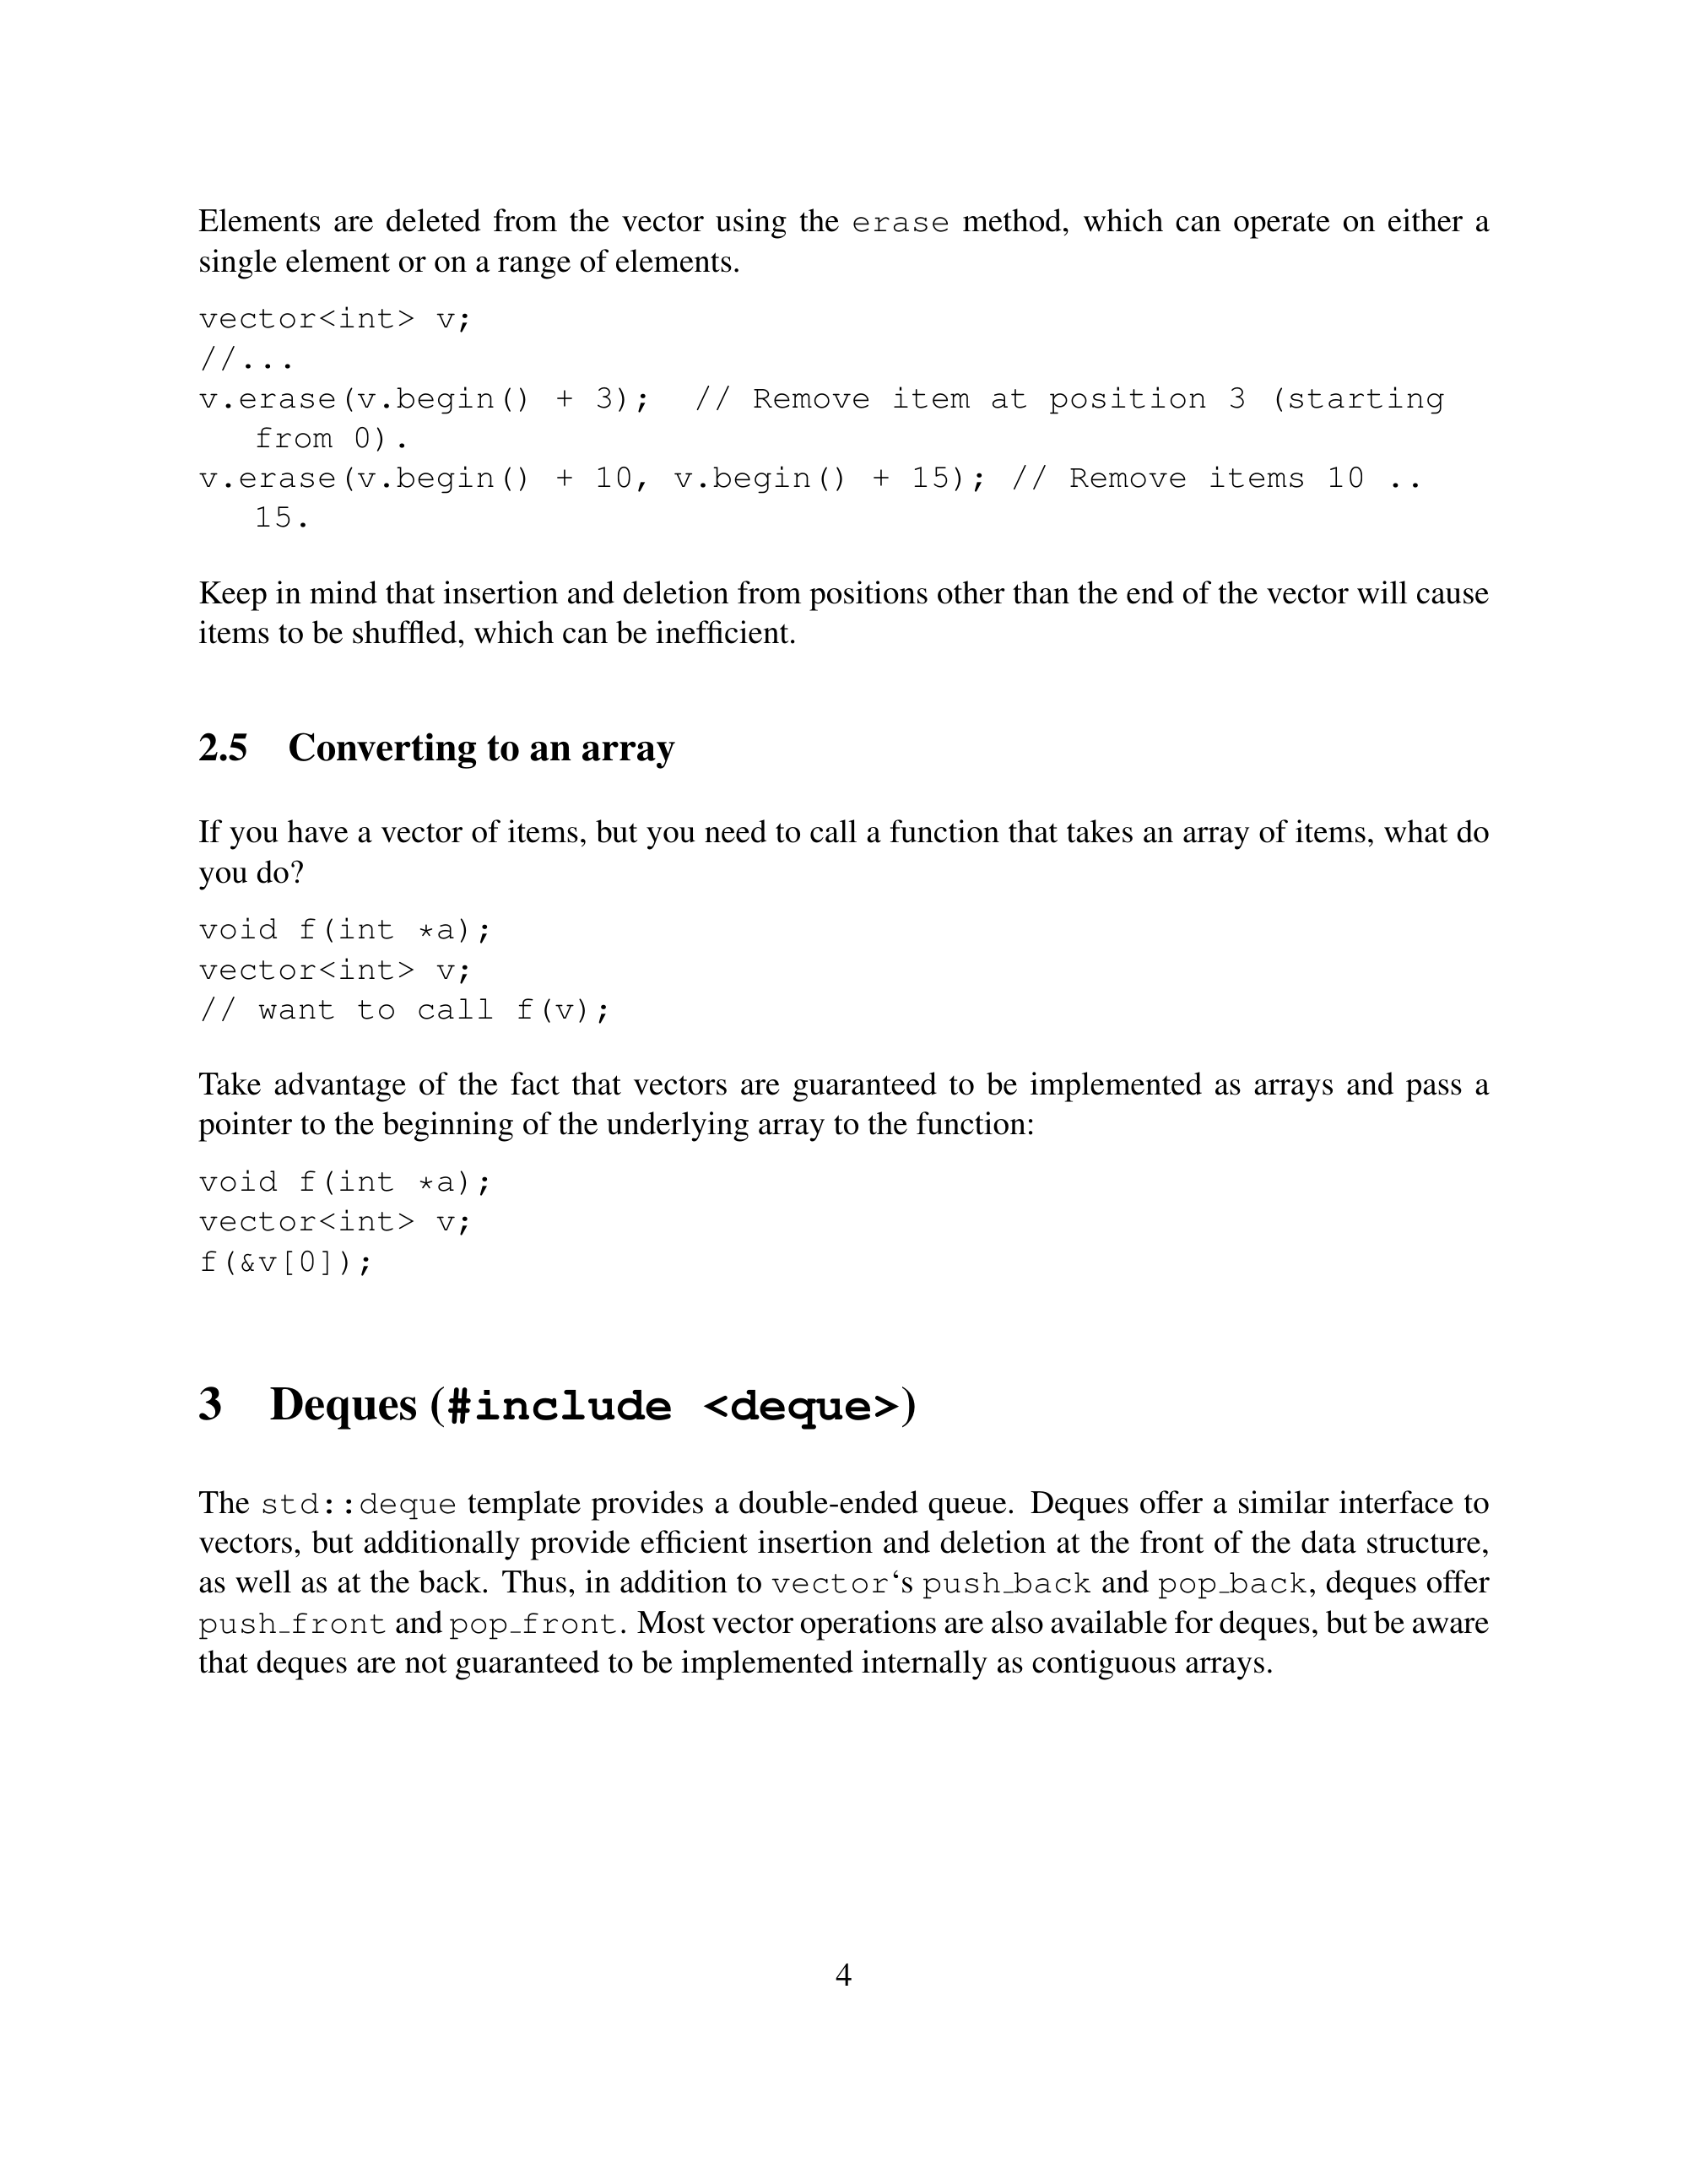 Elements are deleted from the vector using the erase method, which can operate on either a
single element or on a range of elements.
vector<int> v;
//...
v.erase(v.begin() + 3);  // Remove item at position 3 (starting
from 0).
v.erase(v.begin() + 10, v.begin() + 15); // Remove items 10 ..
15.
Keep in mind that insertion and deletion from positions other than the end of the vector will cause
items to be shuffled, which can be inefficient.
2.5 Converting to an array
If you have a vector of items, but you need to call a function that takes an array of items, what do
you do?
void f(int *a);
vector<int> v;
// want to call f(v);
Take advantage of the fact that vectors are guaranteed to be implemented as arrays and pass a
pointer to the beginning of the underlying array to the function:
void f(int *a);
vector<int> v;
f(&v[0]);
3 Deques (#include <deque>)
The std::deque template provides a double-ended queue. Deques offer a similar interface to
vectors, but additionally provide efficient insertion and deletion at the front of the data structure,
as well as at the back. Thus, in addition to vector‘s push_back and pop_back, deques offer
push_front and pop_front. Most vector operations are also available for deques, but be aware
that deques are not guaranteed to be implemented internally as contiguous arrays.
4